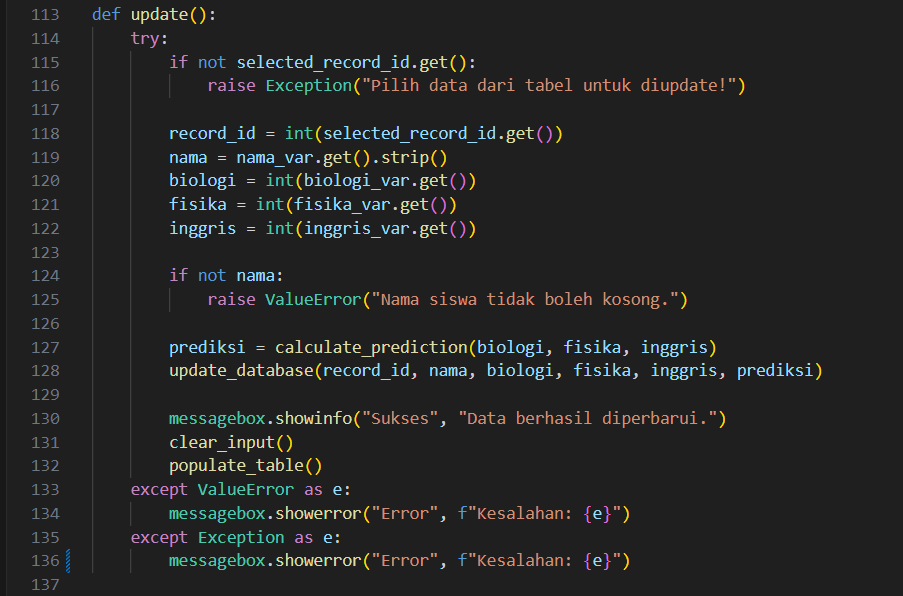 113 def update():
114     try:
115         if not selected_record_id.get():
116             raise Exception("Pilih data dari tabel untuk diupdate!")
117
118         record_id = int(selected_record_id.get())
119         nama = nama_var.get().strip()
120         biologi = int(biologi_var.get())
121         fisika = int(fisika_var.get())
122         inggris = int(inggris_var.get())
123
124         if not nama:
125             raise ValueError("Nama siswa tidak boleh kosong.")
126
127         prediksi = calculate_prediction(biologi, fisika, inggris)
128         update_database(record_id, nama, biologi, fisika, inggris, prediksi)
129
130         messagebox.showinfo("Sukses", "Data berhasil diperbarui.")
131         clear_input()
132         populate_table()
133     except ValueError as e:
134         messagebox.showerror("Error", f"Kesalahan: {e}")
135     except Exception as e:
136         messagebox.showerror("Error", f"Kesalahan: {e}")
137